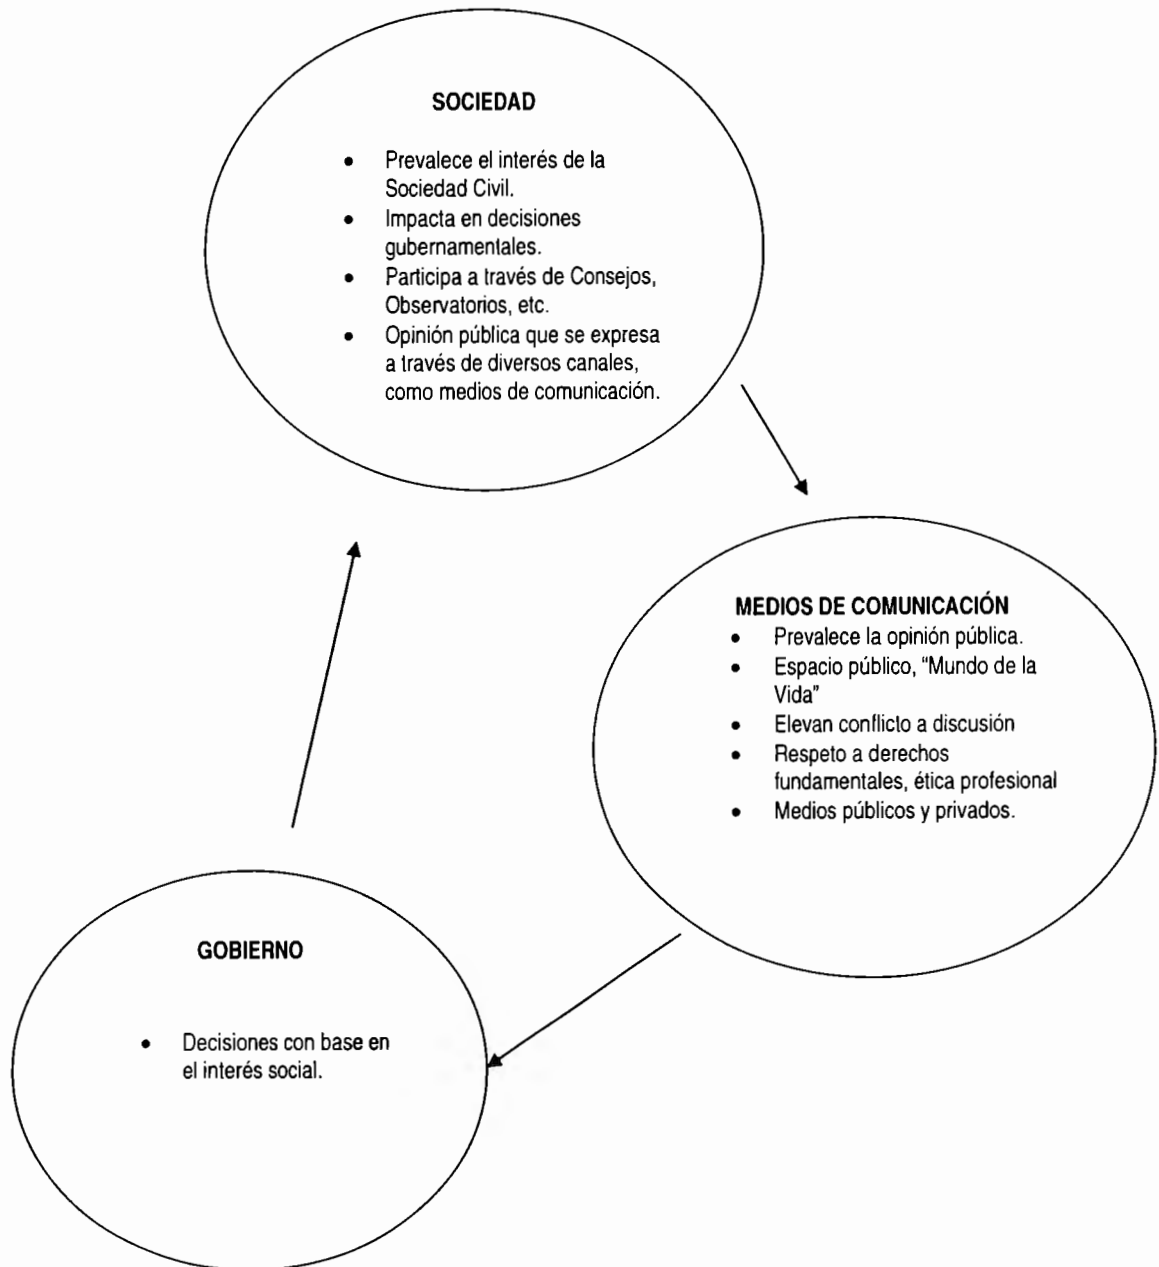 SOCIEDAD
• Prevalece el interés de la
Sociedad Civil.
• Impacta en decisiones
gubernamentales.
• Participa a través de Consejos,
Observatorios, etc.
• Opinión pública que se expresa
a través de diversos canales,
como medios de comunicación.
MEDIOS DE COMUNICACIÓN
• Prevalece la opinión pública.
• Espacio público, “Mundo de la
Vida”
• Elevan conflicto a discusión
• Respeto a derechos
fundamentales, ética profesional
• Medios públicos y privados.
GOBIERNO
• Decisiones con base en
el interés social.